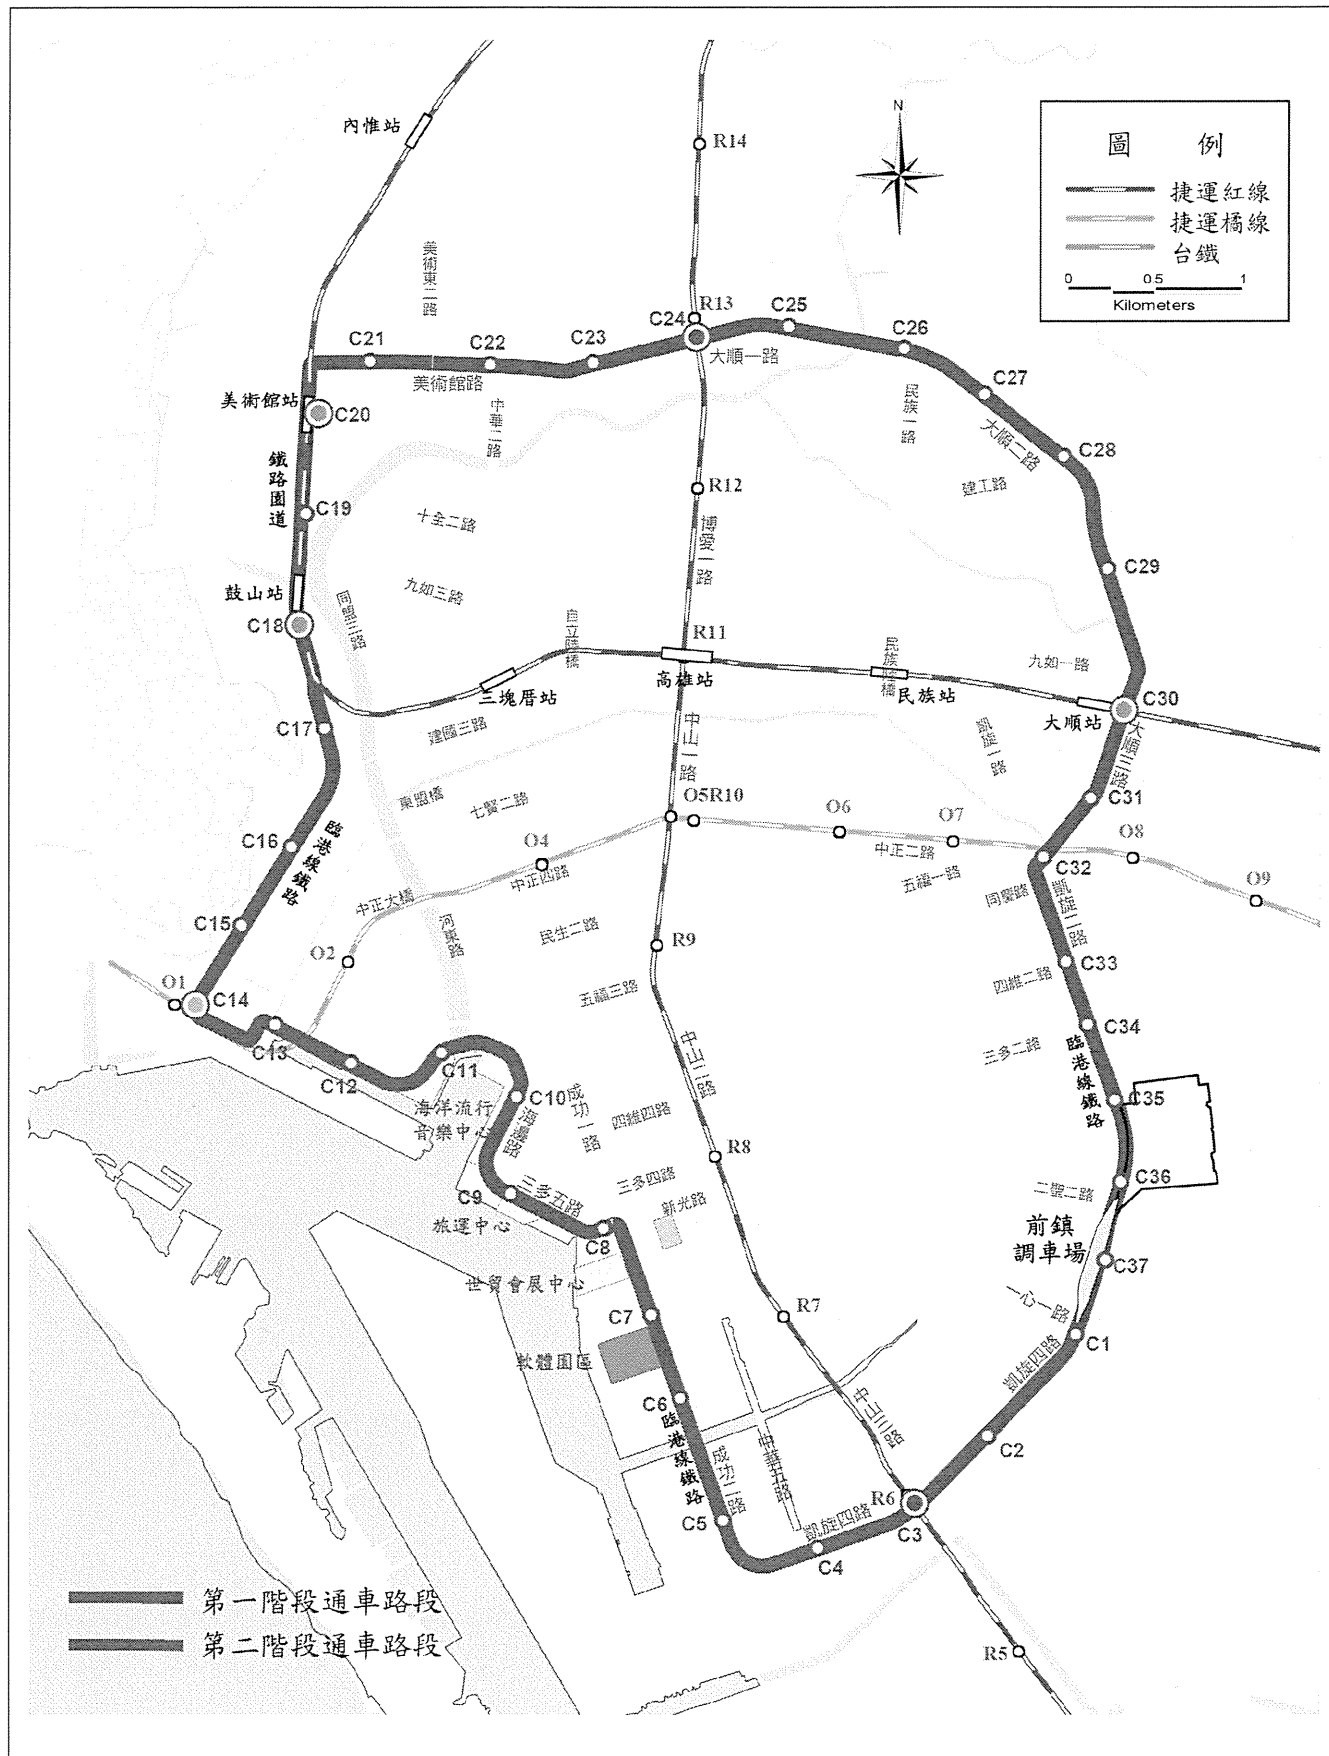 N
圖 例
捷運紅線
捷運橘線
台鐵
0 0.5 1
Kilometers
內惟站
R14
美術東二路
R13
C24
C25
C26
大順一路
C21
C22
C23
美術館路
C27
民族一路
大順二路
C28
美術館站
C20
中華二路
鐵路園道
C19
十全二路
R12
博愛一路
建工路
C29
鼓山站
C18
同盟三路
九如三路
自立陸橋
R11
高雄站
三塊厝站
民族陸橋
民族站
九如一路
C30
大順站
大順三路
C17
建國三路
中山一路
凱旋一路
C31
七賢二路
O5R10
O6
O7
O8
C16
臨港線鐵路
O4
中正四路
中正二路
C32
五福一路
同慶路
凱旋二路
O9
中正大橋
C15
河東路
民生二路
R9
O2
C33
四維二路
O1
C14
五福三路
C34
三多二路
中山二路
臨港線鐵路
C13
C12
C11
C10
海洋流行
音樂中心
海邊路
成功一路
四維四路
C35
R8
C36
二聖二路
C9
三多五路
三多四路
新光路
旅運中心
C8
前鎮
調車場
C37
世貿會展中心
C7
R7
一心一路
C1
軟體園區
凱旋四路
C6
臨港線鐵路
中山三路
C2
成功二路
中華五路
R6
C3
C5
凱旋四路
C4
R5
第一階段通車路段
第二階段通車路段